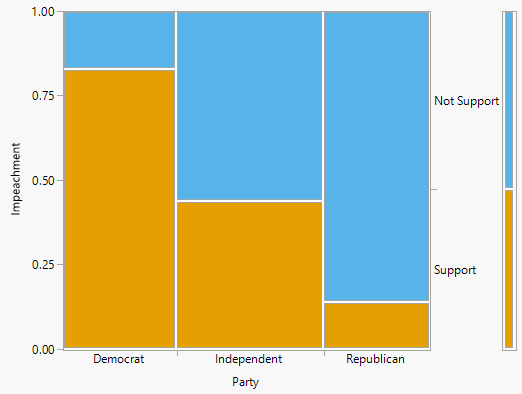 1.00
0.75
0.50
0.25
0.00
Impeachment
Not Support
Support
Democrat
Independent
Republican
Party